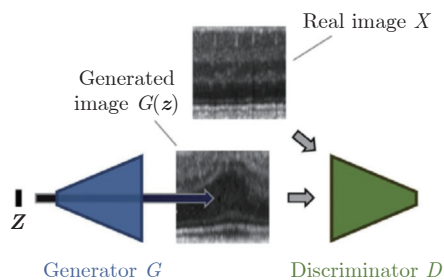 Real image X
Generated
image G(z)
Z
Generator G
Discriminator D